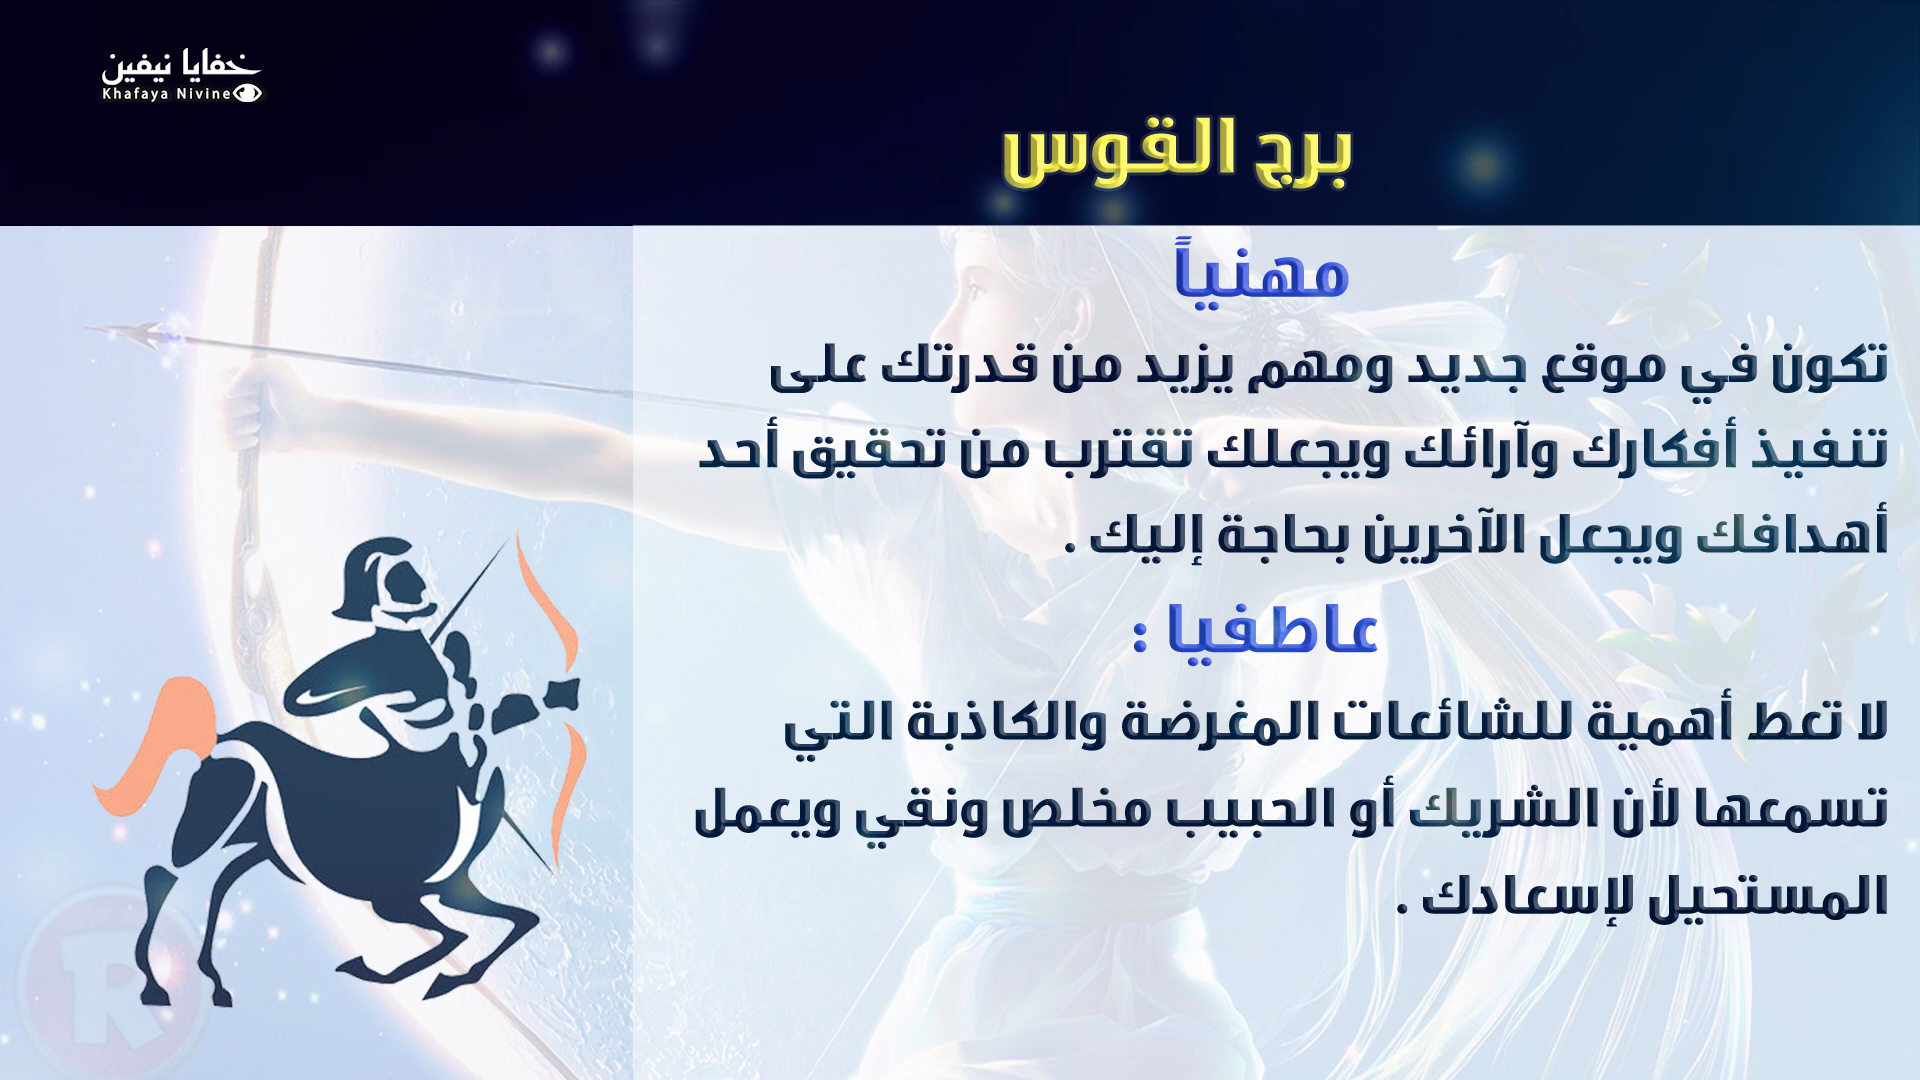 خفايا نيفين
Khafaya Nivine
برج القوس
مهنياً
تكون في موقع جديد ومهم يزيد من قدرتك على
تنفيذ أفكارك وآرائك ويجعلك تقترب من تحقيق أحد
أهدافك ويجعل الآخرين بحاجة إليك .
عاطفيا :
لا تعط أهمية للشائعات المغرضة والكاذبة التي
تسمعها لأن الشريك أو الحبيب مخلص ونقي ويعمل
المستحيل لإسعادك .
R